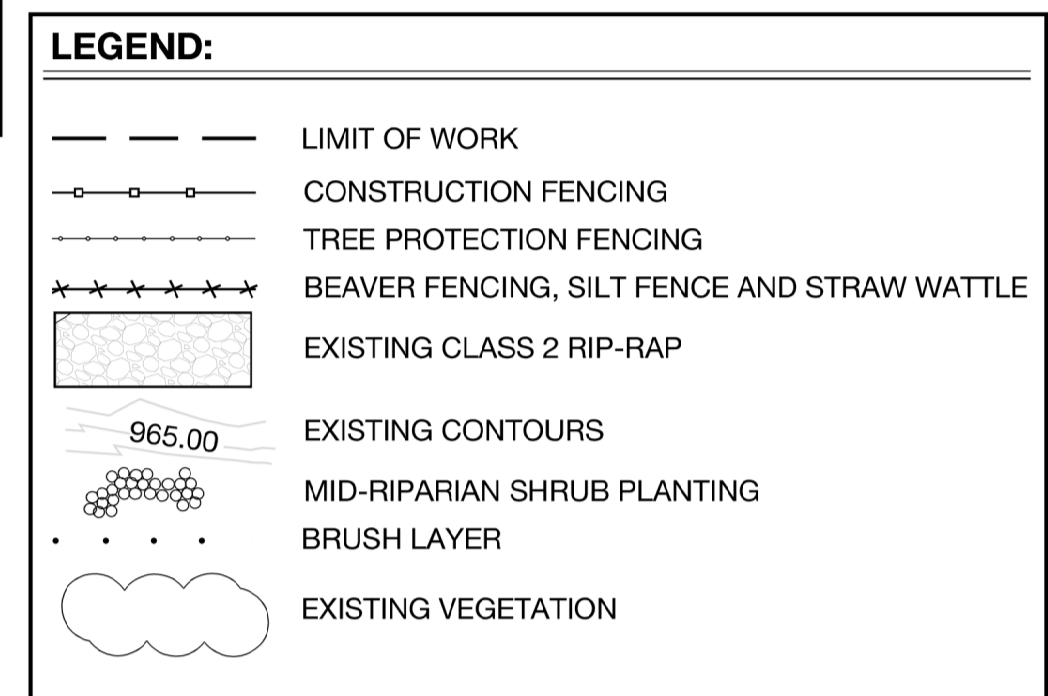 LEGEND:
LIMIT OF WORK
CONSTRUCTION FENCING
TREE PROTECTION FENCING
BEAVER FENCING, SILT FENCE AND STRAW WATTLE
EXISTING CLASS 2 RIP-RAP
965.00 EXISTING CONTOURS
MID-RIPARIAN SHRUB PLANTING
BRUSH LAYER
EXISTING VEGETATION